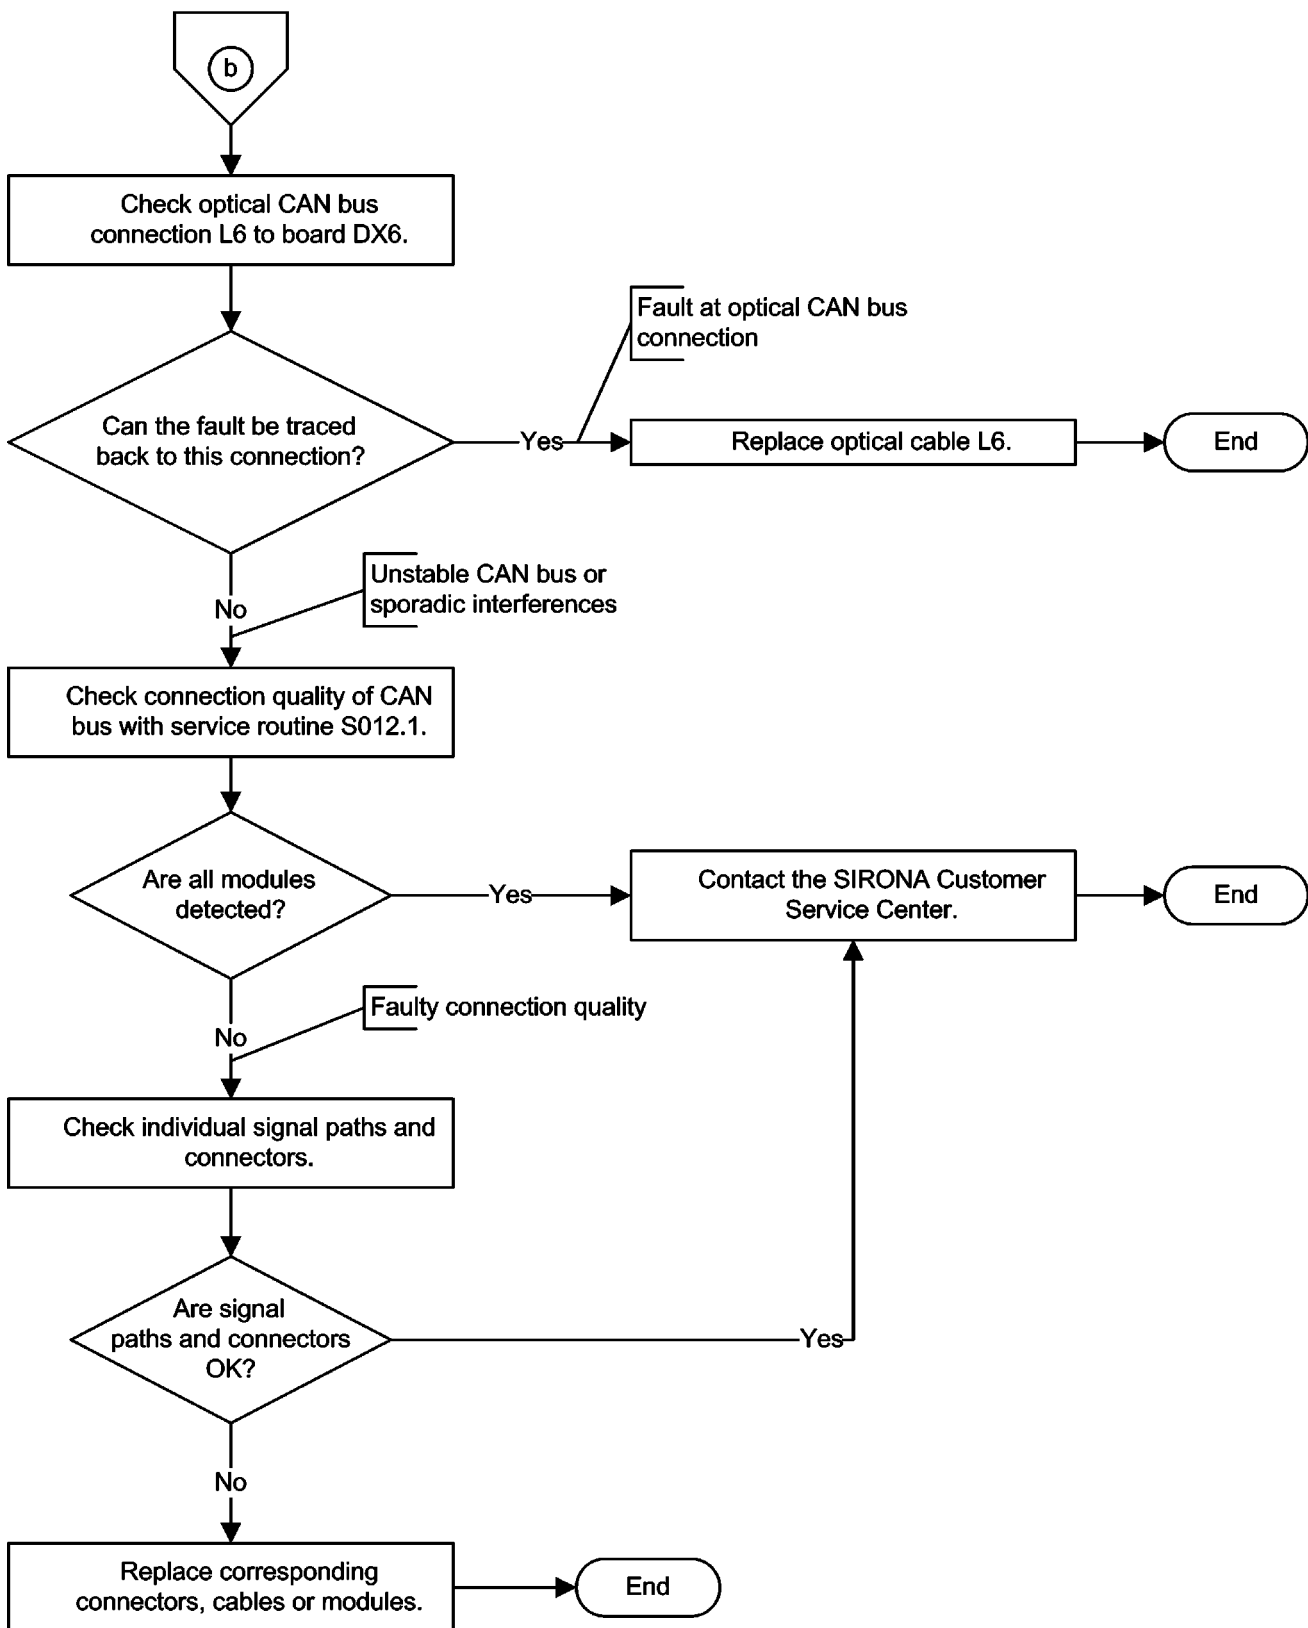 b
Check optical CAN bus
connection L6 to board DX6.
Fault at optical CAN bus
connection
Can the fault be traced
back to this connection?
Yes
Replace optical cable L6.
End
No
Unstable CAN bus or
sporadic interferences
Check connection quality of CAN
bus with service routine S012.1.
Are all modules
detected?
Yes
Contact the SIRONA Customer
Service Center.
End
No
Faulty connection quality
Check individual signal paths and
connectors.
Are signal
paths and connectors
OK?
Yes
No
Replace corresponding
connectors, cables or modules.
End